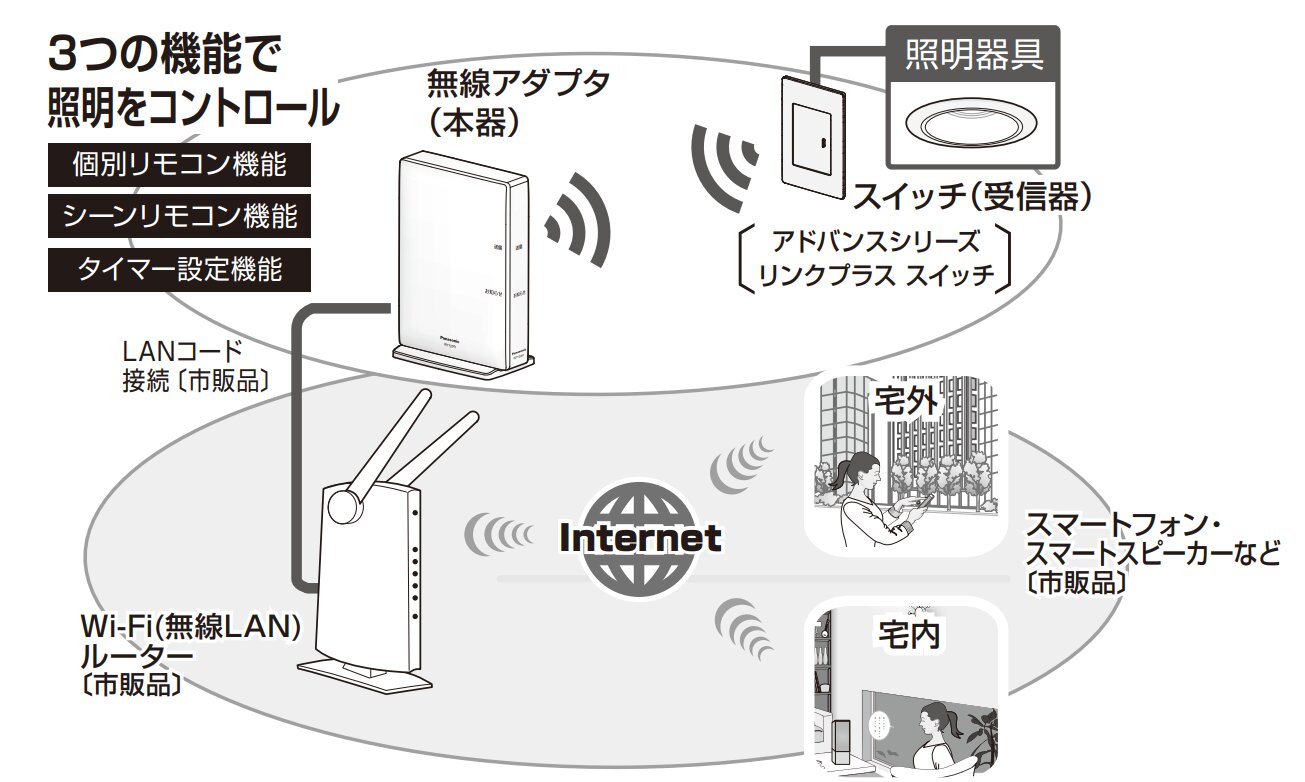 3つの機能で
照明をコントロール
個別リモコン機能
シーンリモコン機能
タイマー設定機能
無線アダプタ
(本器)
照明器具
スイッチ(受信器)
アドバンスシリーズ
リンクプラス スイッチ
お知らせ
Panasonic
Panasonic
LANコード
接続〔市販品〕
Wi-Fi(無線LAN)
ルーター
〔市販品〕
Internet
宅外
宅内
スマートフォン・
スマートスピーカーなど
〔市販品〕